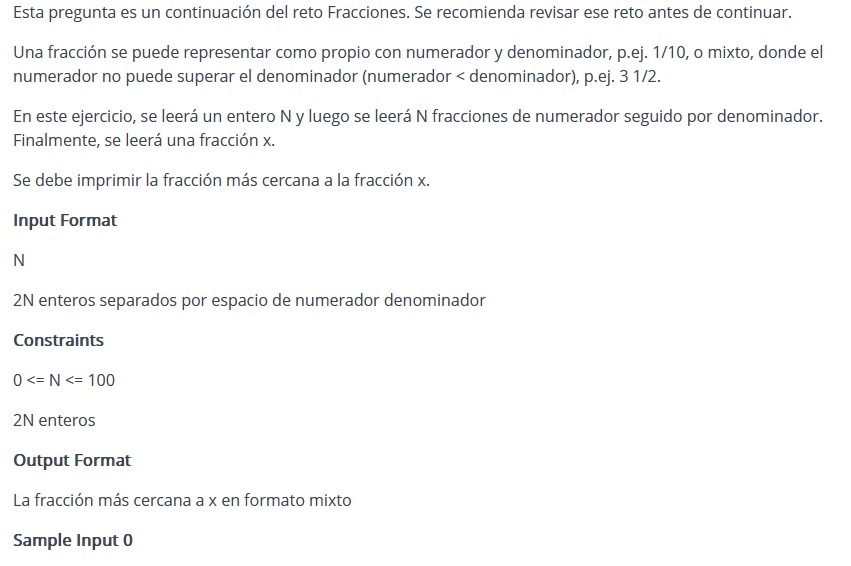 Esta pregunta es un continuación del reto Fracciones. Se recomienda revisar ese reto antes de continuar.
Una fracción se puede representar como propio con numerador y denominador, p.ej. 1/10, o mixto, donde el
numerador no puede superar el denominador (numerador < denominador), p.ej. 3 1/2.
En este ejercicio, se leerá un entero N y luego se leerá N fracciones de numerador seguido por denominador.
Finalmente, se leerá una fracción x.
Se debe imprimir la fracción más cercana a la fracción x.
Input Format
N
2N enteros separados por espacio de numerador denominador
Constraints
0 <= N <= 100
2N enteros
Output Format
La fracción más cercana a x en formato mixto
Sample Input 0